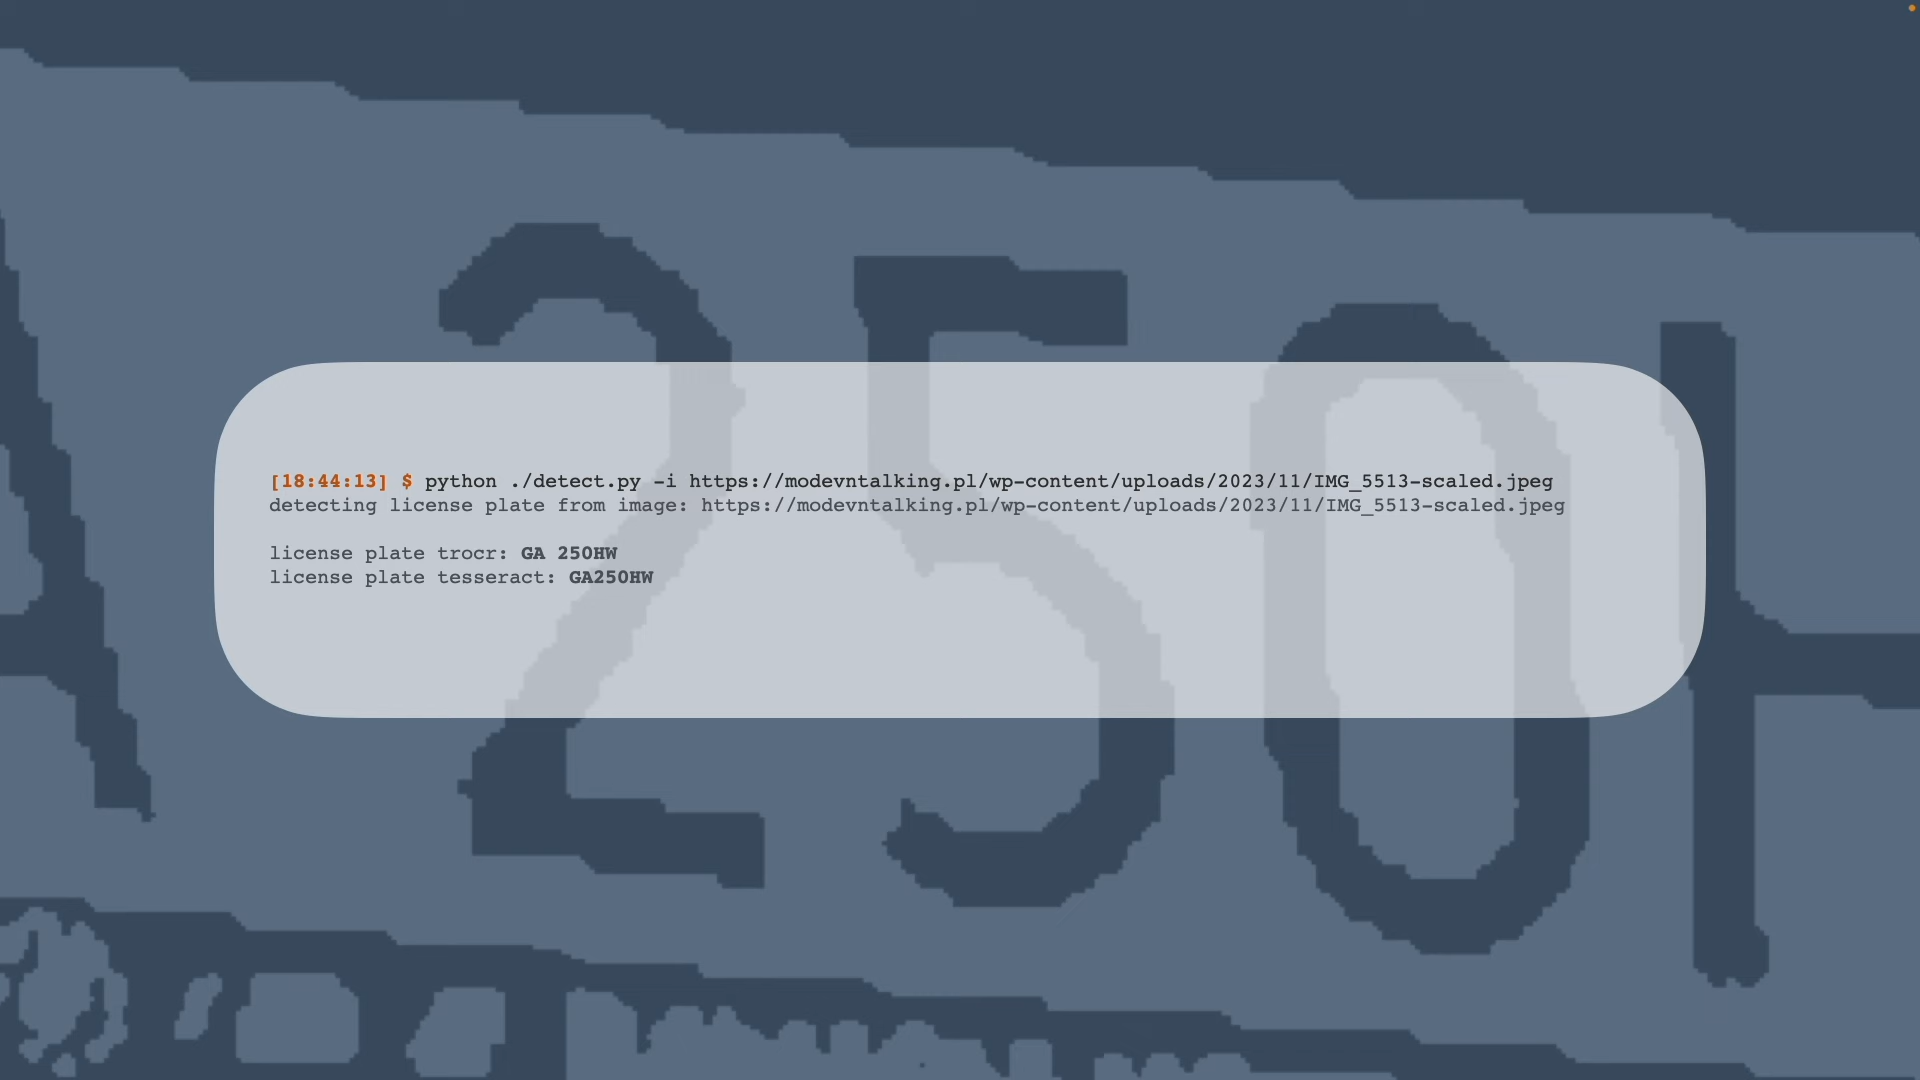 250
[18:44:13] $ python ./detect.py -i https://modevntalking.pl/wp-content/uploads/2023/11/IMG_5513-scaled.jpeg
detecting license plate from image: https://modevntalking.pl/wp-content/uploads/2023/11/IMG_5513-scaled.jpeg
license plate trocr: GA 250HW
license plate tesseract: GA250HW